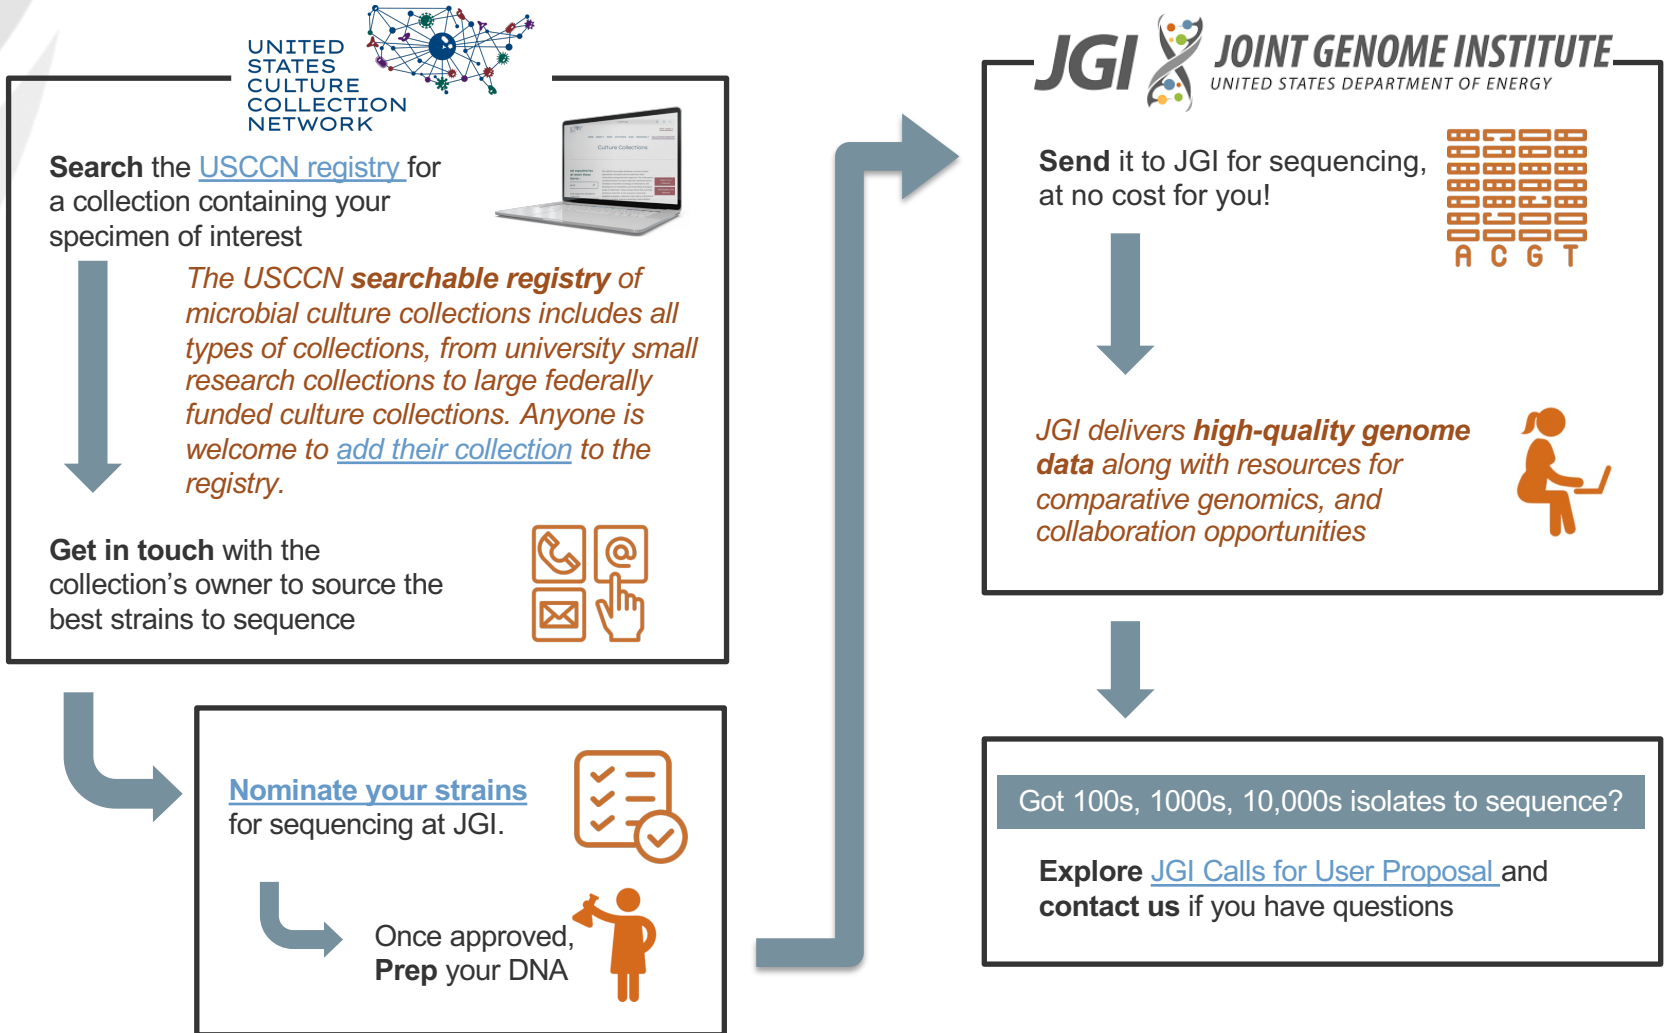 UNITED
STATES
CULTURE
COLLECTION
NETWORK
Culture Collections
Search the USCCN registry for
a collection containing your
specimen of interest
The USCCN searchable registry of
microbial culture collections includes all
types of collections, from university small
research collections to large federally
funded culture collections. Anyone is
welcome to add their collection to the
registry.
Get in touch with the
collection’s owner to source the
best strains to sequence
@
Nominate your strains
for sequencing at JGI.
Once approved,
Prep your DNA
JGI JOINT GENOME INSTITUTE
UNITED STATES DEPARTMENT OF ENERGY
Send it to JGI for sequencing,
at no cost for you!
A C G T
JGI delivers high-quality genome
data along with resources for
comparative genomics, and
collaboration opportunities
Got 100s, 1000s, 10,000s isolates to sequence?
Explore JGI Calls for User Proposal and
contact us if you have questions